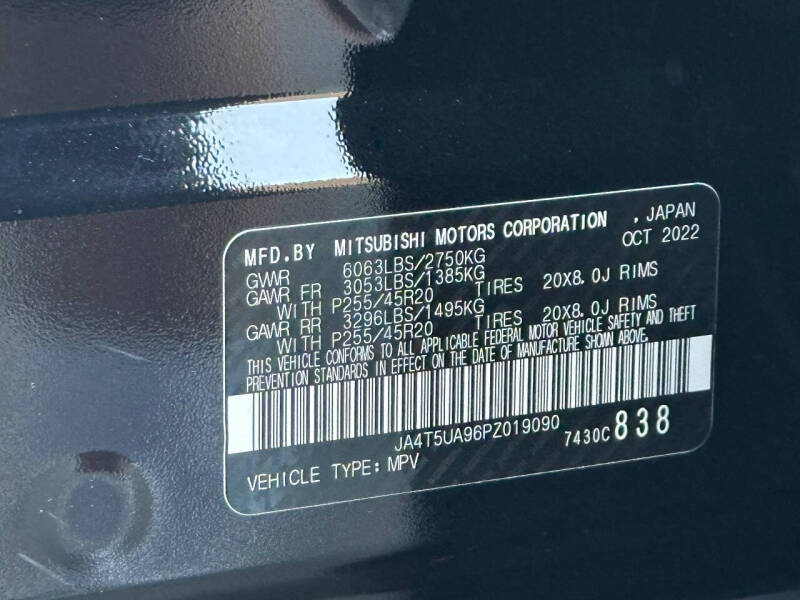 MFD.BY MITSUBISHI MOTORS CORPORATION . JAPAN
OCT 2022
GVWR 6063LBS/2750KG
GAWR FR 3053LBS/1385KG
WITH P255/45R20 TIRES 20X8.0J RIMS
GAWR RR 3296LBS/1495KG
WITH P255/45R20 TIRES 20X8.0J RIMS
THIS VEHICLE CONFORMS TO ALL APPLICABLE FEDERAL MOTOR VEHICLE SAFETY AND THEFT
PREVENTION STANDARDS IN EFFECT ON THE DATE OF MANUFACTURE SHOWN ABOVE.
JA4T5UA96PZ019090 7430C838
VEHICLE TYPE: MPV